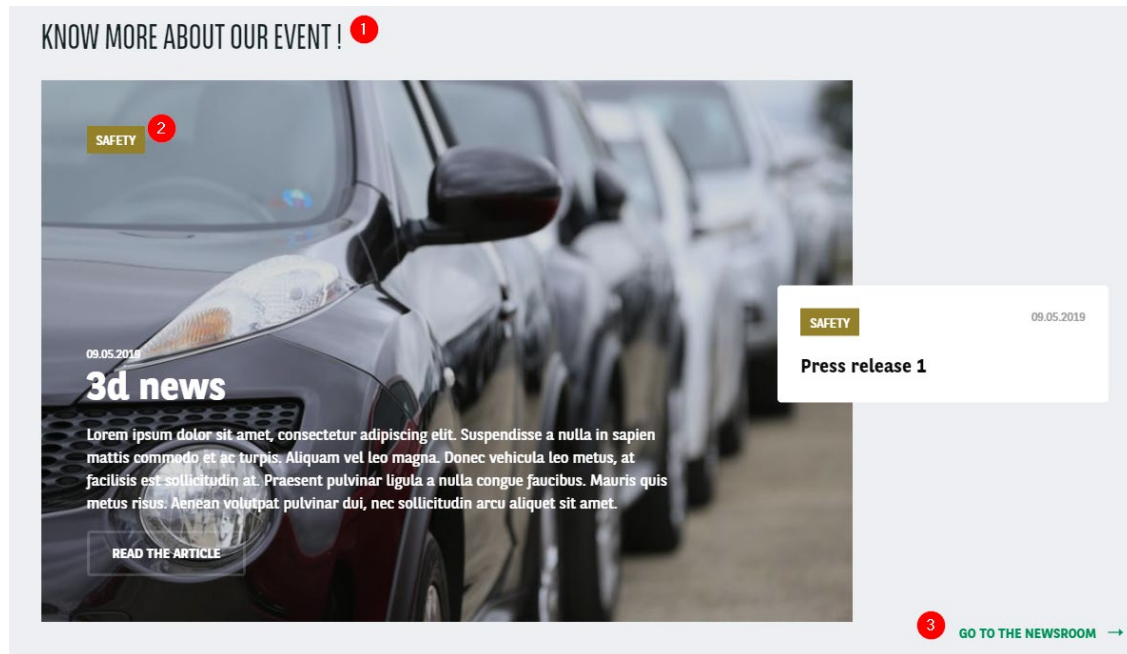 KNOW MORE ABOUT OUR EVENT ! 1
SAFETY 2
09.05.2019
3d news
Lorem ipsum dolor sit amet, consectetur adipiscing elit. Suspendisse a nulla in sapien
mattis commodo et ac turpis. Aliquam vel leo magna. Donec vehicula leo metus, at
facilisis est sollicitudin at. Praesent pulvinar ligula a nulla congue faucibus. Mauris quis
metus risus. Aenean volutpat pulvinar dui, nec sollicitudin arcu aliquet sit amet.
READ THE ARTICLE
SAFETY 09.05.2019
Press release 1
3 GO TO THE NEWSROOM →